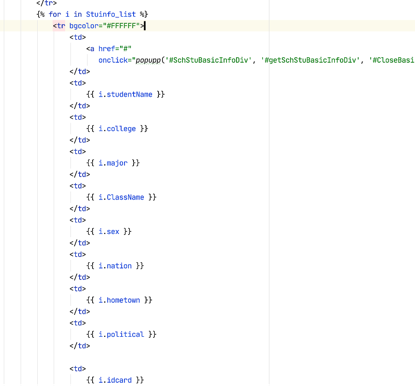 </tr>
{% for i in Stuinfo_list %}
<tr bgcolor="#FFFFFF">
<td>
<a href="#"
onclick="popupp('#SchStuBasicInfoDiv', '#getSchStuBasicInfoDiv', '#CloseBasi
</td>
<td>
{{ i.studentName }}
</td>
<td>
{{ i.college }}
</td>
<td>
{{ i.major }}
</td>
<td>
{{ i.ClassName }}
</td>
<td>
{{ i.sex }}
</td>
<td>
{{ i.nation }}
</td>
<td>
{{ i.hometown }}
</td>
<td>
{{ i.political }}
</td>
<td>
{{ i.idcard }}